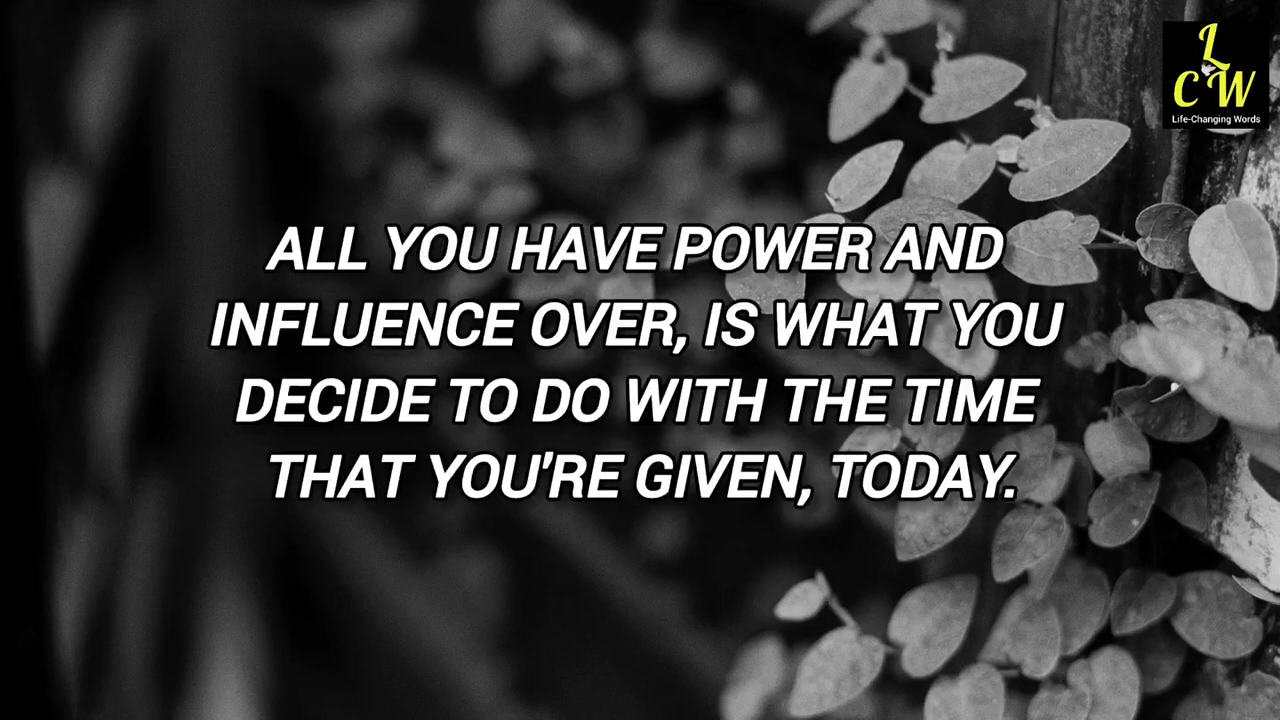 L
C W
Life-Changing Words
ALL YOU HAVE POWER AND
INFLUENCE OVER, IS WHAT YOU
DECIDE TO DO WITH THE TIME
THAT YOU'RE GIVEN, TODAY.